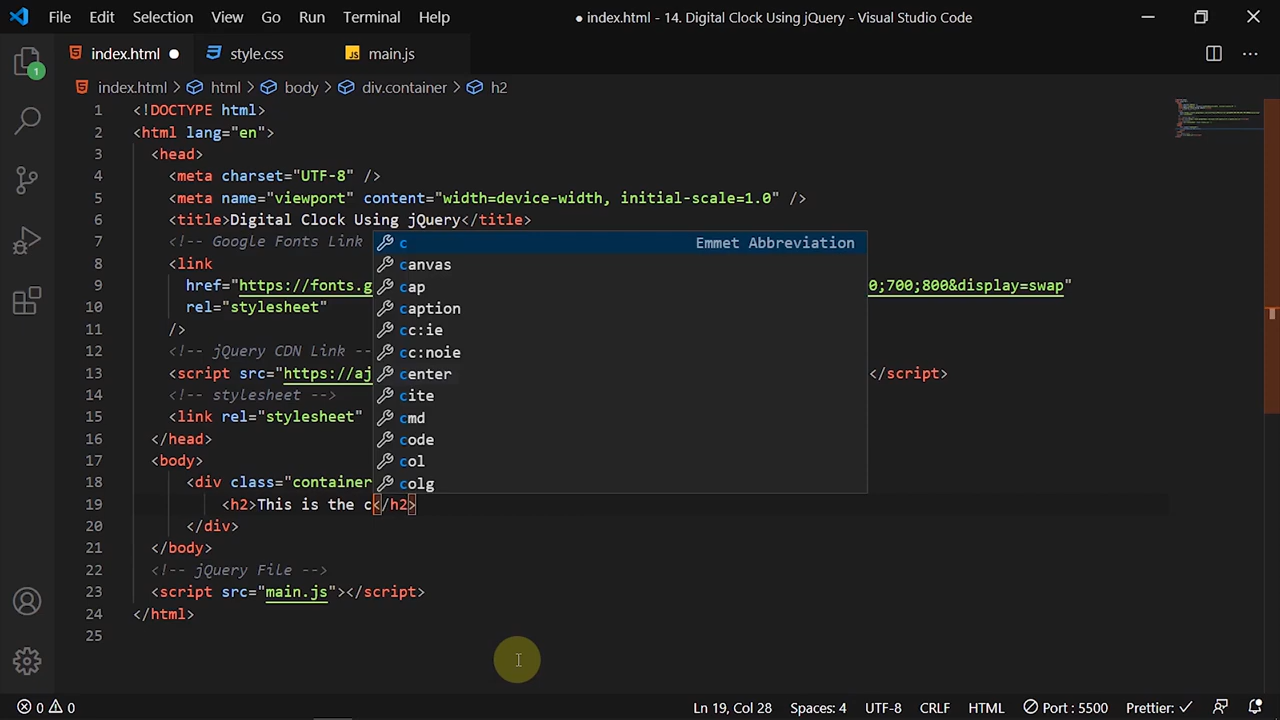 File Edit Selection View Go Run Terminal Help ● index.html - 14. Digital Clock Using jQuery - Visual Studio Code
index.html ● style.css JS main.js
1
index.html > html > body > div.container > h2
1 <!DOCTYPE html>
2 <html lang="en">
3 <head>
4 <meta charset="UTF-8" />
5 <meta name="viewport" content="width=device-width, initial-scale=1.0" />
6 <title>Digital Clock Using jQuery</title>
7 <!-- Google Fonts Link
c Emmet Abbreviation
8 <link
canvas
9 href="https://fonts.g 0;700;800&display=swap"
cap
10 rel="stylesheet"
caption
11 />
cc:ie
12 <!-- jQuery CDN Link --
cc:noie
13 <script src="https://aj </script>
center
14 <!-- stylesheet -->
cite
15 <link rel="stylesheet"
cmd
16 </head>
code
17 <body>
col
18 <div class="container
colg
19 <h2>This is the c</h2>
20 </div>
21 </body>
22 <!-- jQuery File -->
23 <script src="main.js"></script>
24 </html>
25
0 0 Ln 19, Col 28 Spaces: 4 UTF-8 CRLF HTML Port : 5500 Prettier: ✓